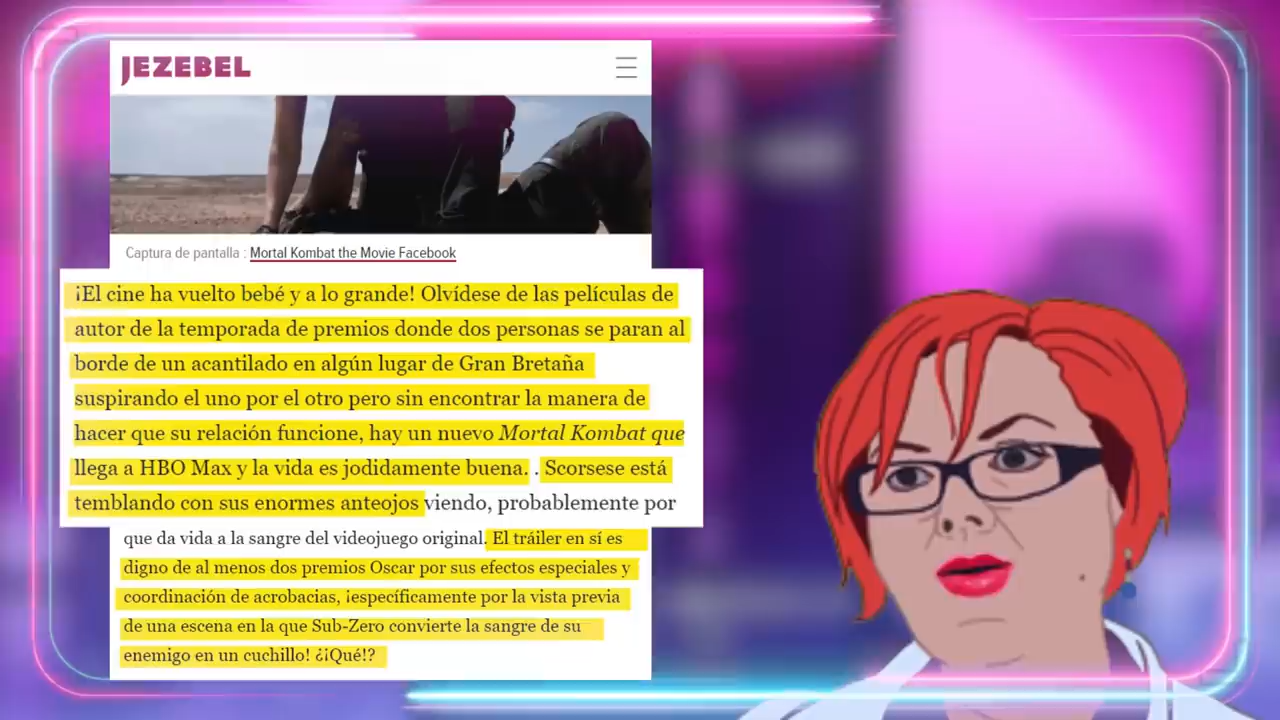 JEZEBEL
Captura de pantalla : Mortal Kombat the Movie Facebook
¡El cine ha vuelto bebé y a lo grande! Olvídese de las películas de
autor de la temporada de premios donde dos personas se paran al
borde de un acantilado en algún lugar de Gran Bretaña
suspirando el uno por el otro pero sin encontrar la manera de
hacer que su relación funcione, hay un nuevo Mortal Kombat que
llega a HBO Max y la vida es jodidamente buena. . Scorsese está
temblando con sus enormes anteojos viendo, probablemente por
que da vida a la sangre del videojuego original. El tráiler en sí es
digno de al menos dos premios Oscar por sus efectos especiales y
coordinación de acrobacias, ¡específicamente por la vista previa
de una escena en la que Sub-Zero convierte la sangre de su
enemigo en un cuchillo! ¿¡Qué!?